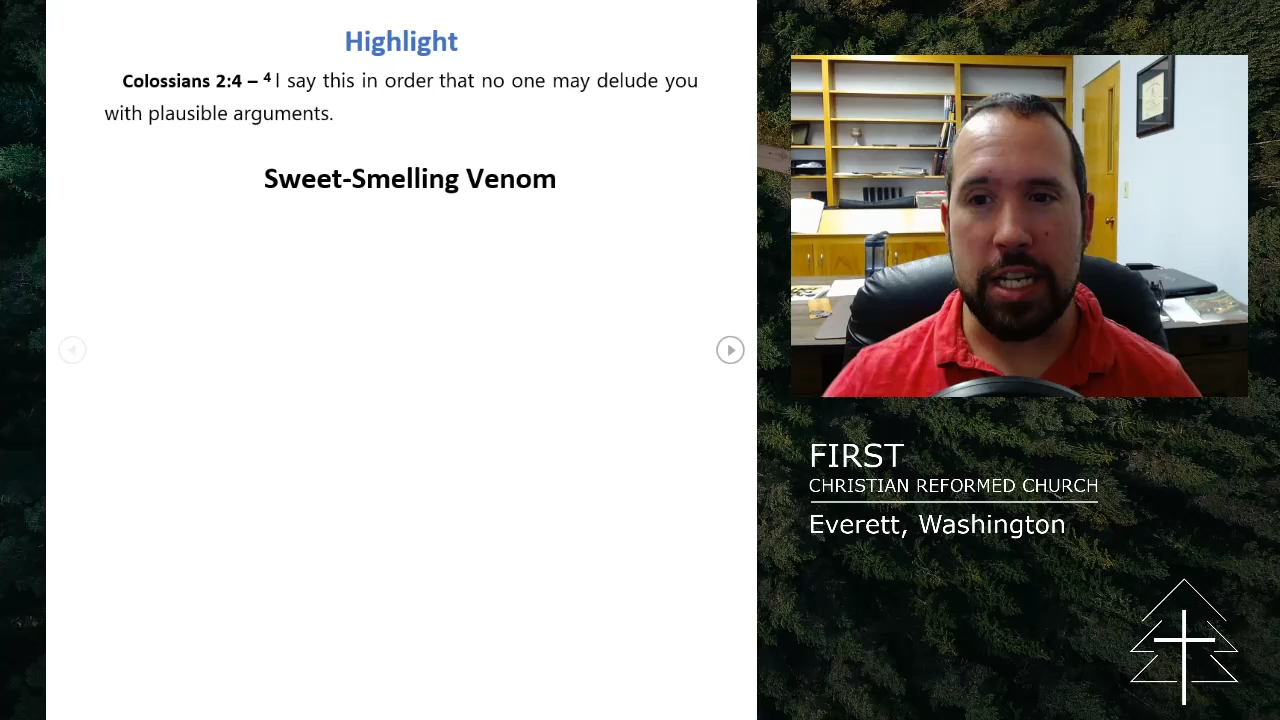 Highlight
Colossians 2:4 – ⁴ I say this in order that no one may delude you
with plausible arguments.
Sweet-Smelling Venom
FIRST
CHRISTIAN REFORMED CHURCH
Everett, Washington